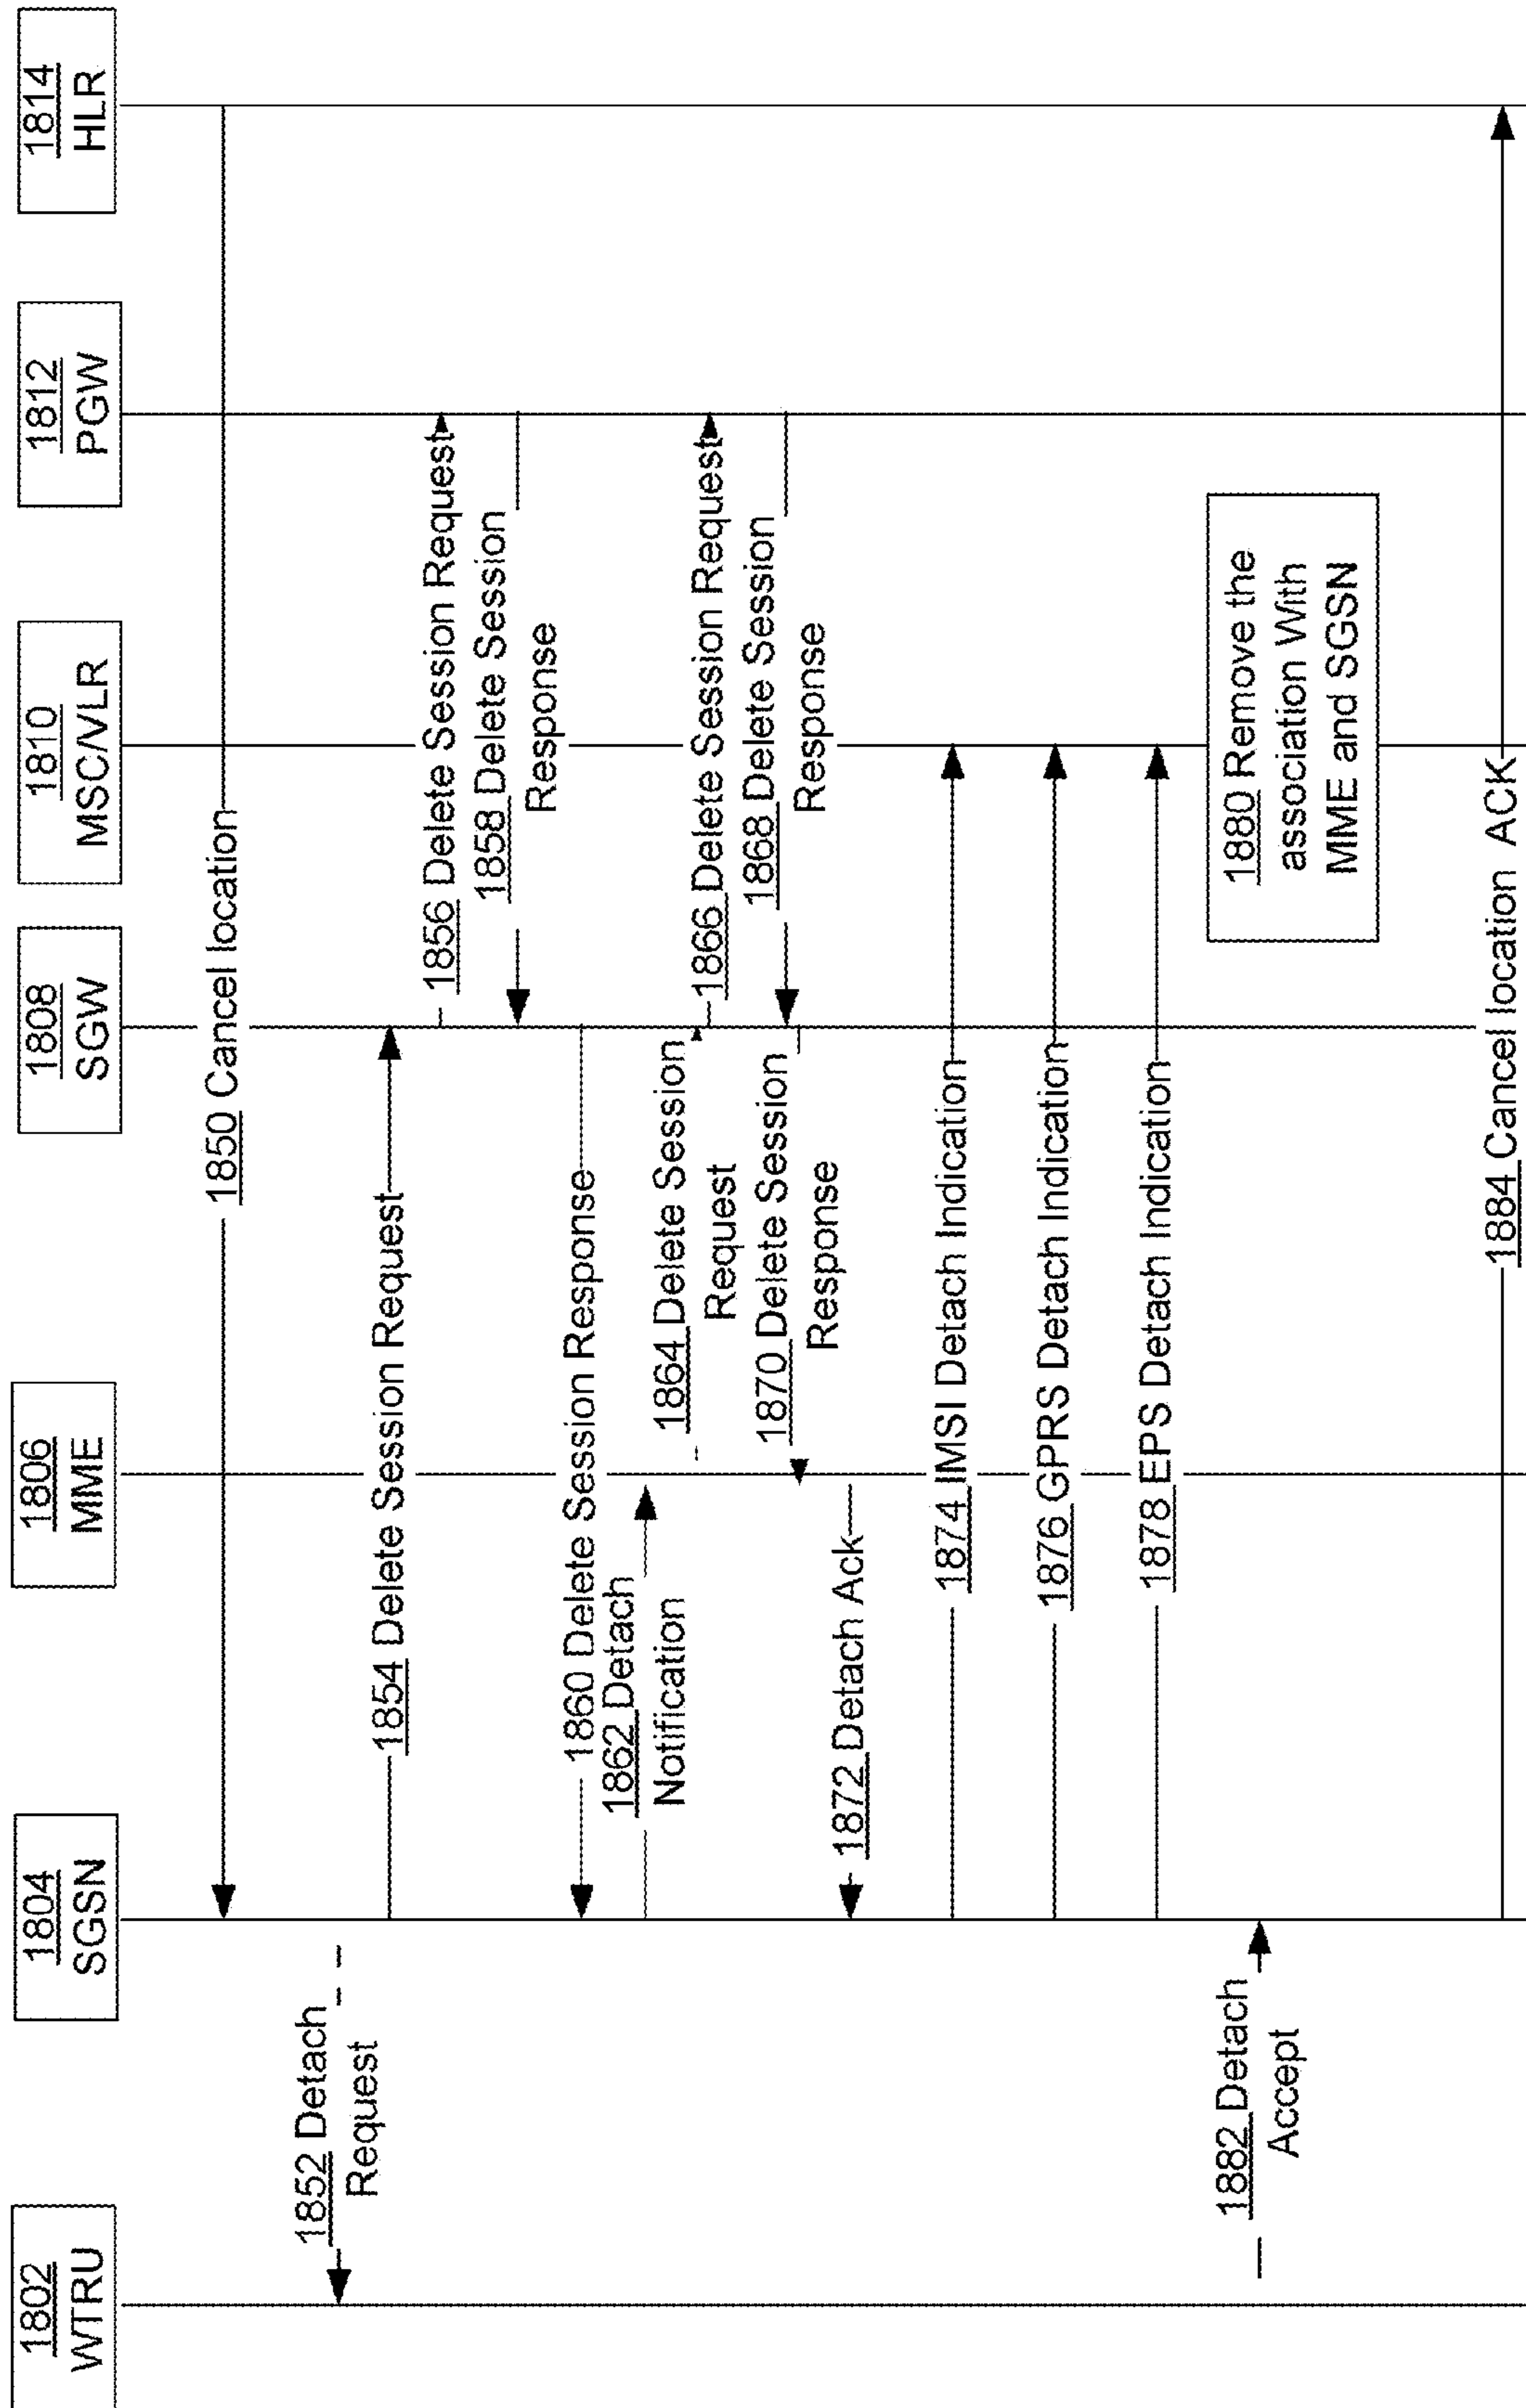 1802
WTRU
1804
SGSN
1806
MME
1808
SGW
1810
MSC/VLR
1812
PGW
1814
HLR
1850 Cancel location
1852 Detach
Request
1854 Delete Session Request
1856 Delete Session Request
1858 Delete Session
Response
1860 Delete Session Response
1862 Detach
Notification
1864 Delete Session
Request
1866 Delete Session Request
1868 Delete Session
Response
1870 Delete Session
Response
1872 Detach Ack
1874 IMSI Detach Indication
1876 GPRS Detach Indication
1878 EPS Detach Indication
1880 Remove the
association With
MME and SGSN
1882 Detach
Accept
1884 Cancel location ACK